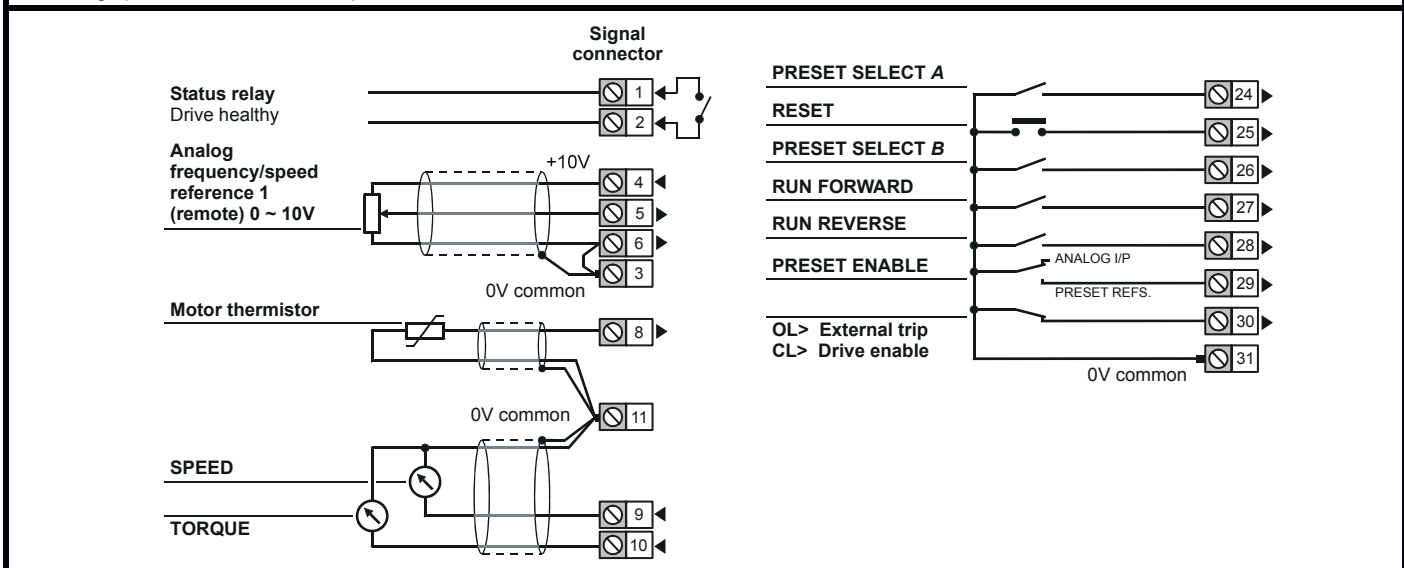 Signal
connector
Status relay
Drive healthy
1
2
Analog
frequency/speed
reference 1
(remote) 0 ~ 10V
+10V
4
5
6
3
0V common
Motor thermistor
8
0V common
11
SPEED
TORQUE
9
10
PRESET SELECT A
24
RESET
25
PRESET SELECT B
26
RUN FORWARD
27
RUN REVERSE
28
PRESET ENABLE
ANALOG I/P
29
PRESET REFS.
30
OL> External trip
CL> Drive enable
31
0V common